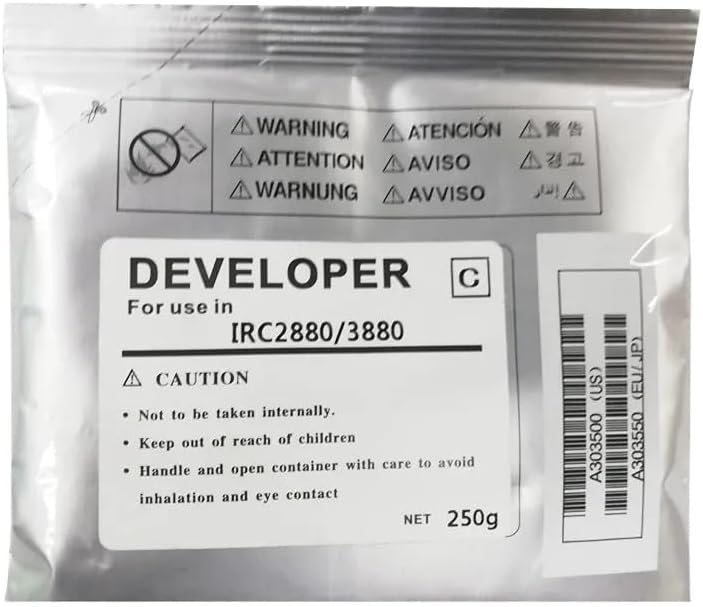 ⚠ WARNING ⚠ ATENCIÓN ⚠ 警告
⚠ ATTENTION ⚠ AVISO ⚠ 경고
⚠ WARNUNG ⚠ AVVISO إنذار ⚠
DEVELOPER C
For use in
IRC2880/3880
⚠ CAUTION
• Not to be taken internally.
• Keep out of reach of children
• Handle and open container with care to avoid
inhalation and eye contact
NET 250g
A303500 (US)
A303550 (EU/JP)